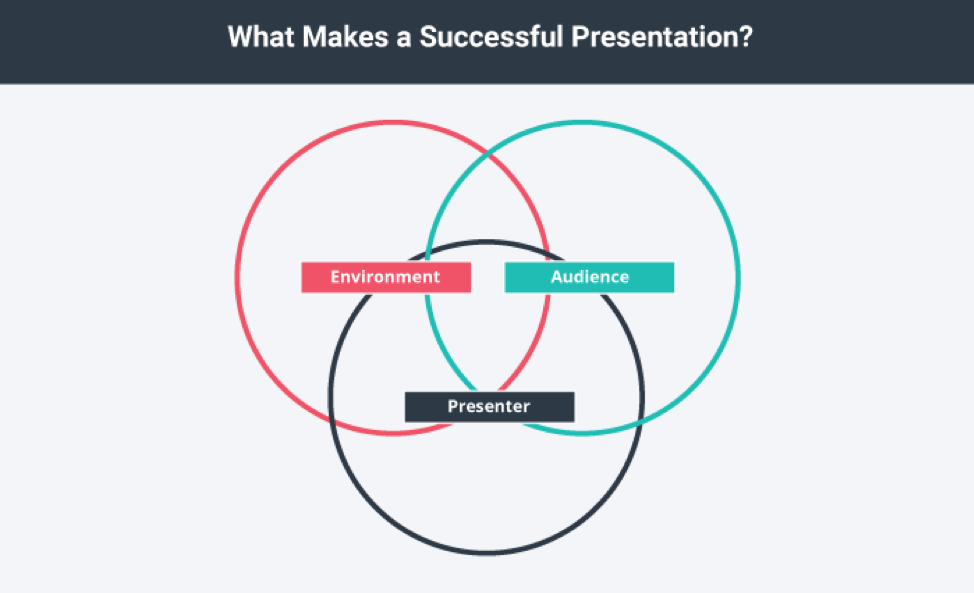 What Makes a Successful Presentation?
Environment
Audience
Presenter